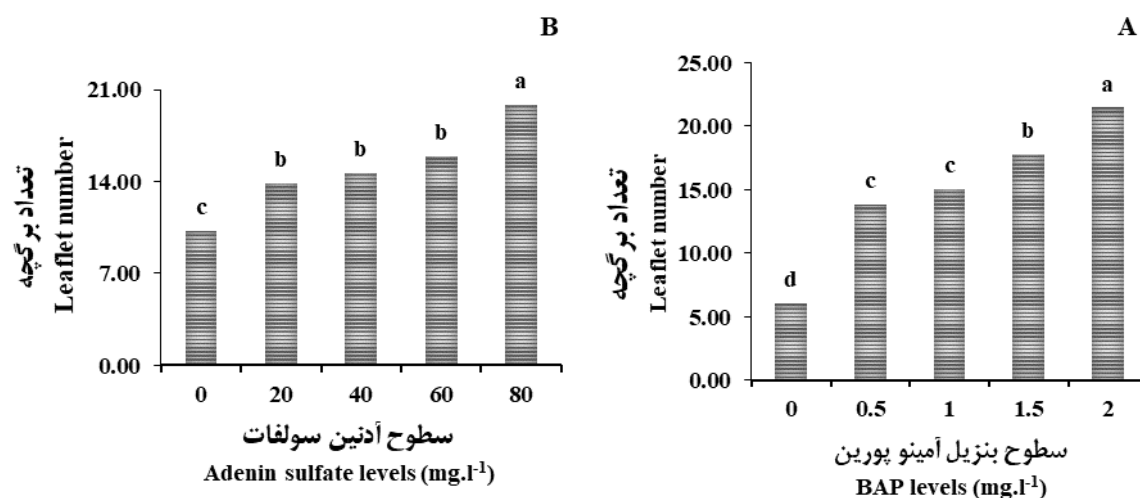 B
21.00
14.00
7.00
0.00
a
b
b
b
c
0 20 40 60 80
تعداد برگچه
Leaflet number
سطوح آدنین سولفات
Adenin sulfate levels (mg.l-1)
A
25.00
20.00
15.00
10.00
5.00
0.00
a
b
c
c
d
0 0.5 1 1.5 2
تعداد برگچه
Leaflet number
سطوح بنزیل آمینو پورین
BAP levels (mg.l-1)